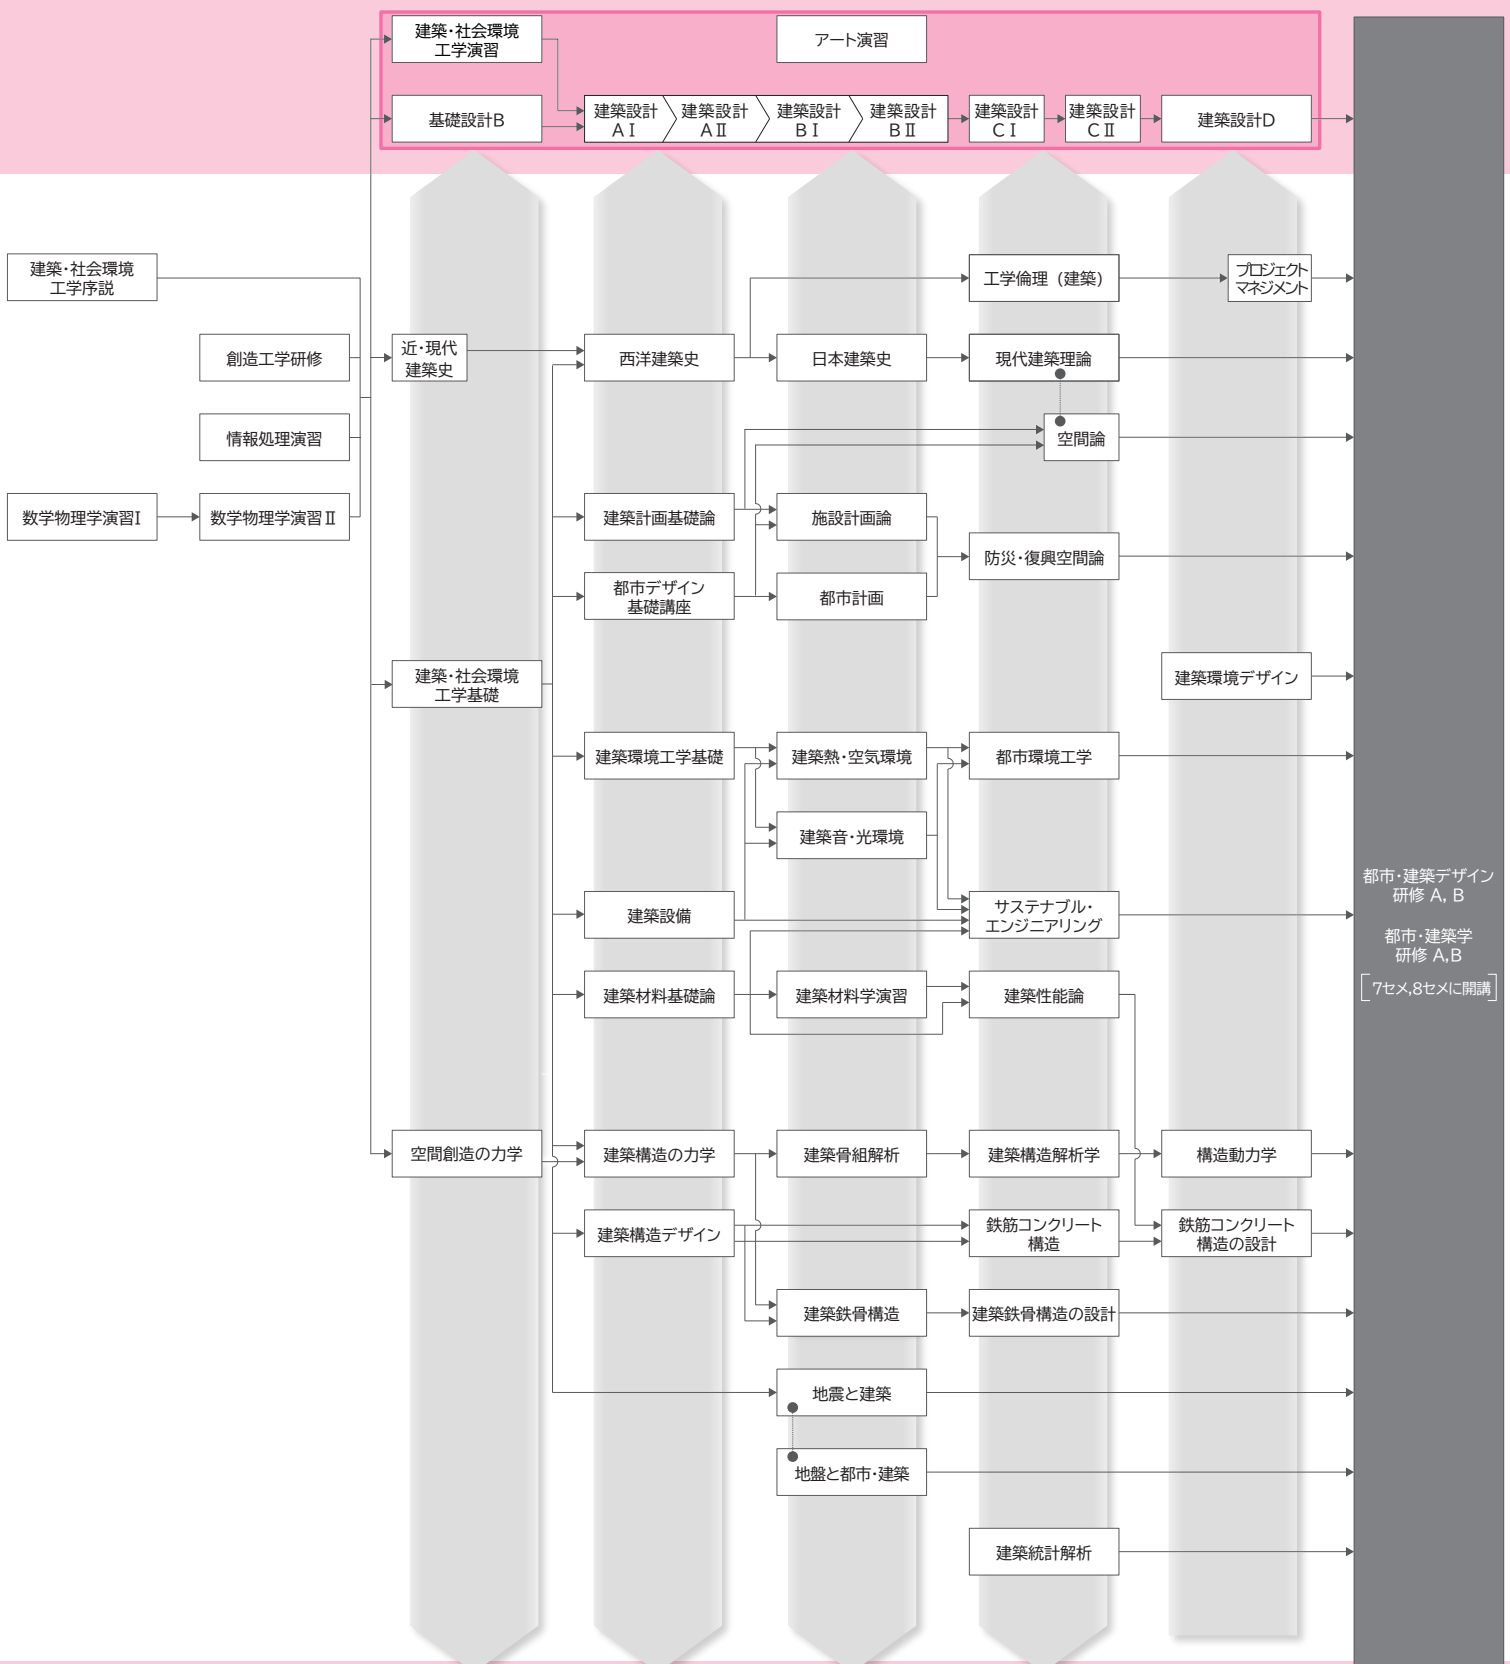 建築・社会環境
工学演習
アート演習
基礎設計B
建築設計
AⅠ
建築設計
AⅡ
建築設計
BⅠ
建築設計
BⅡ
建築設計
CⅠ
建築設計
CⅡ
建築設計D
建築・社会環境
工学序説
工学倫理（建築）
プロジェクト
マネジメント
創造工学研修
近・現代
建築史
西洋建築史
日本建築史
現代建築理論
情報処理演習
空間論
数学物理学演習Ⅰ
数学物理学演習Ⅱ
建築計画基礎論
施設計画論
防災・復興空間論
都市デザイン
基礎講座
都市計画
建築・社会環境
工学基礎
建築環境デザイン
建築環境工学基礎
建築熱・空気環境
都市環境工学
建築音・光環境
建築設備
サステナブル・
エンジニアリング
都市・建築デザイン
研修 A, B
都市・建築学
研修 A,B
[7セメ,8セメに開講]
建築材料基礎論
建築材料学演習
建築性能論
空間創造の力学
建築構造の力学
建築骨組解析
建築構造解析学
構造動力学
建築構造デザイン
鉄筋コンクリート
構造
鉄筋コンクリート
構造の設計
建築鉄骨構造
建築鉄骨構造の設計
地震と建築
地盤と都市・建築
建築統計解析